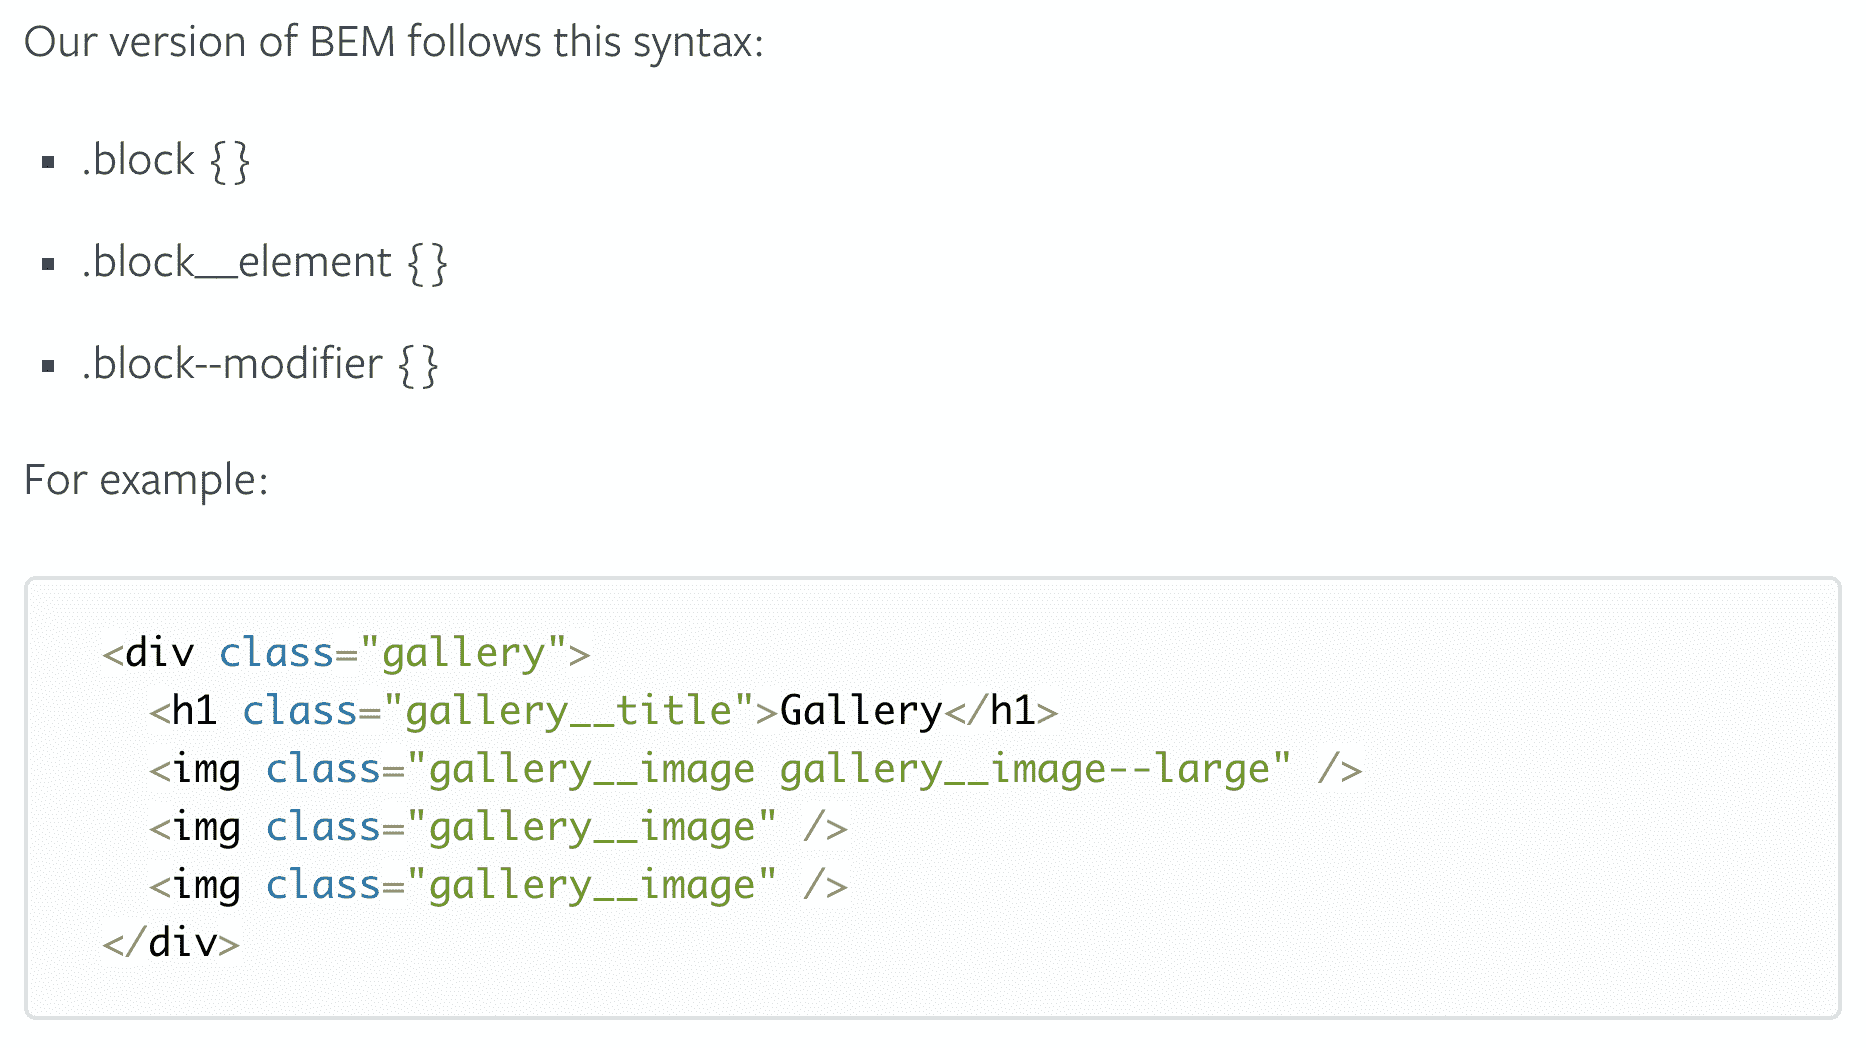 Our version of BEM follows this syntax:
.block {}
.block__element {}
.block--modifier {}
For example:
<div class="gallery">
<h1 class="gallery__title">Gallery</h1>
<img class="gallery__image gallery__image--large" />
<img class="gallery__image" />
<img class="gallery__image" />
</div>